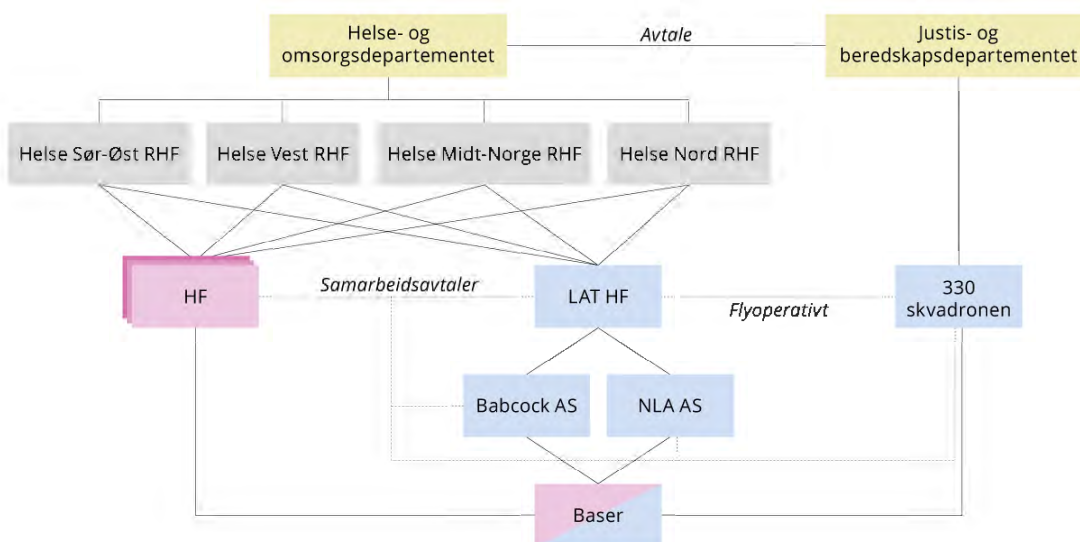 Helse- og
omsorgsdepartementet
Avtale
Justis- og
beredskapsdepartementet
Helse Sør-Øst RHF
Helse Vest RHF
Helse Midt-Norge RHF
Helse Nord RHF
HF
Samarbeidsavtaler
LAT HF
Flyoperativt
330
skvadronen
Babcock AS
NLA AS
Baser